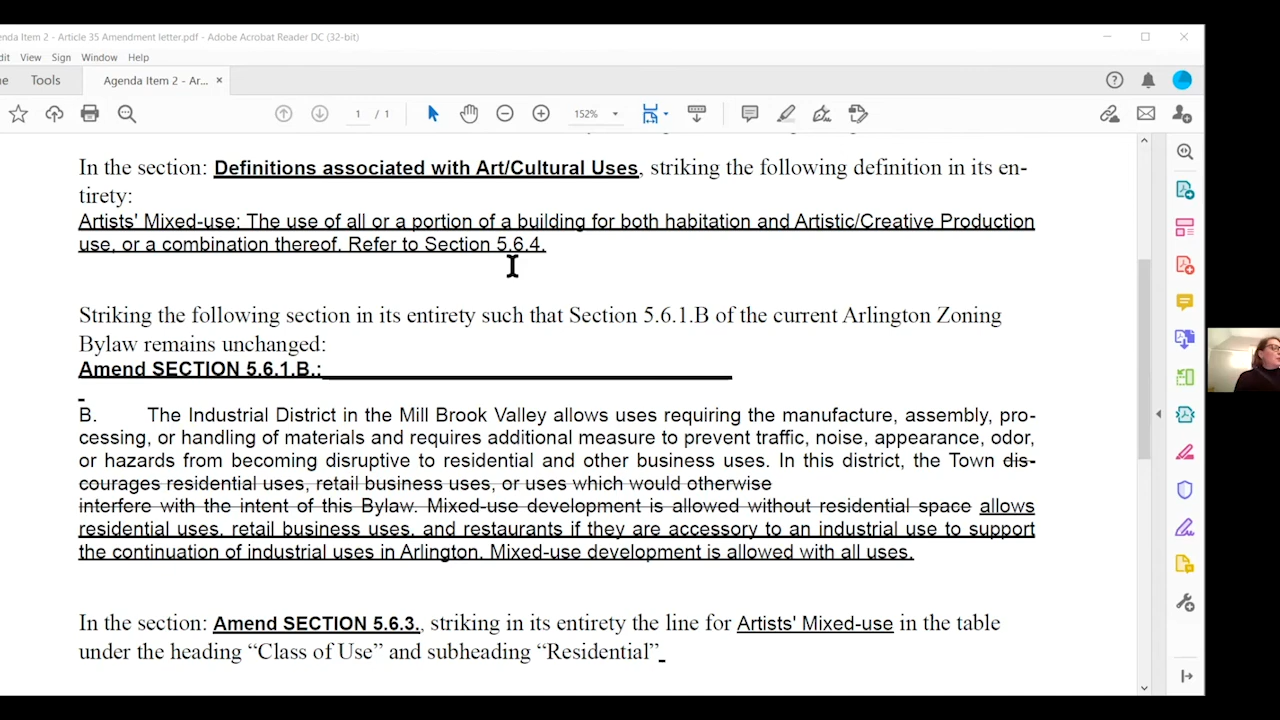 nda Item 2 - Article 35 Amendment letter.pdf - Adobe Acrobat Reader DC (32-bit)
dit View Sign Window Help
ne Tools Agenda Item 2 - Ar... ×
1 / 1 152%
In the section: Definitions associated with Art/Cultural Uses, striking the following definition in its en-
tirety:
Artists' Mixed-use: The use of all or a portion of a building for both habitation and Artistic/Creative Production
use, or a combination thereof. Refer to Section 5.6.4.
Striking the following section in its entirety such that Section 5.6.1.B of the current Arlington Zoning
Bylaw remains unchanged:
Amend SECTION 5.6.1.B.:
B. The Industrial District in the Mill Brook Valley allows uses requiring the manufacture, assembly, pro-
cessing, or handling of materials and requires additional measure to prevent traffic, noise, appearance, odor,
or hazards from becoming disruptive to residential and other business uses. In this district, the Town dis-
courages residential uses, retail business uses, or uses which would otherwise
interfere with the intent of this Bylaw. Mixed-use development is allowed without residential space allows
residential uses, retail business uses, and restaurants if they are accessory to an industrial use to support
the continuation of industrial uses in Arlington. Mixed-use development is allowed with all uses.
In the section: Amend SECTION 5.6.3., striking in its entirety the line for Artists' Mixed-use in the table
under the heading “Class of Use” and subheading “Residential”